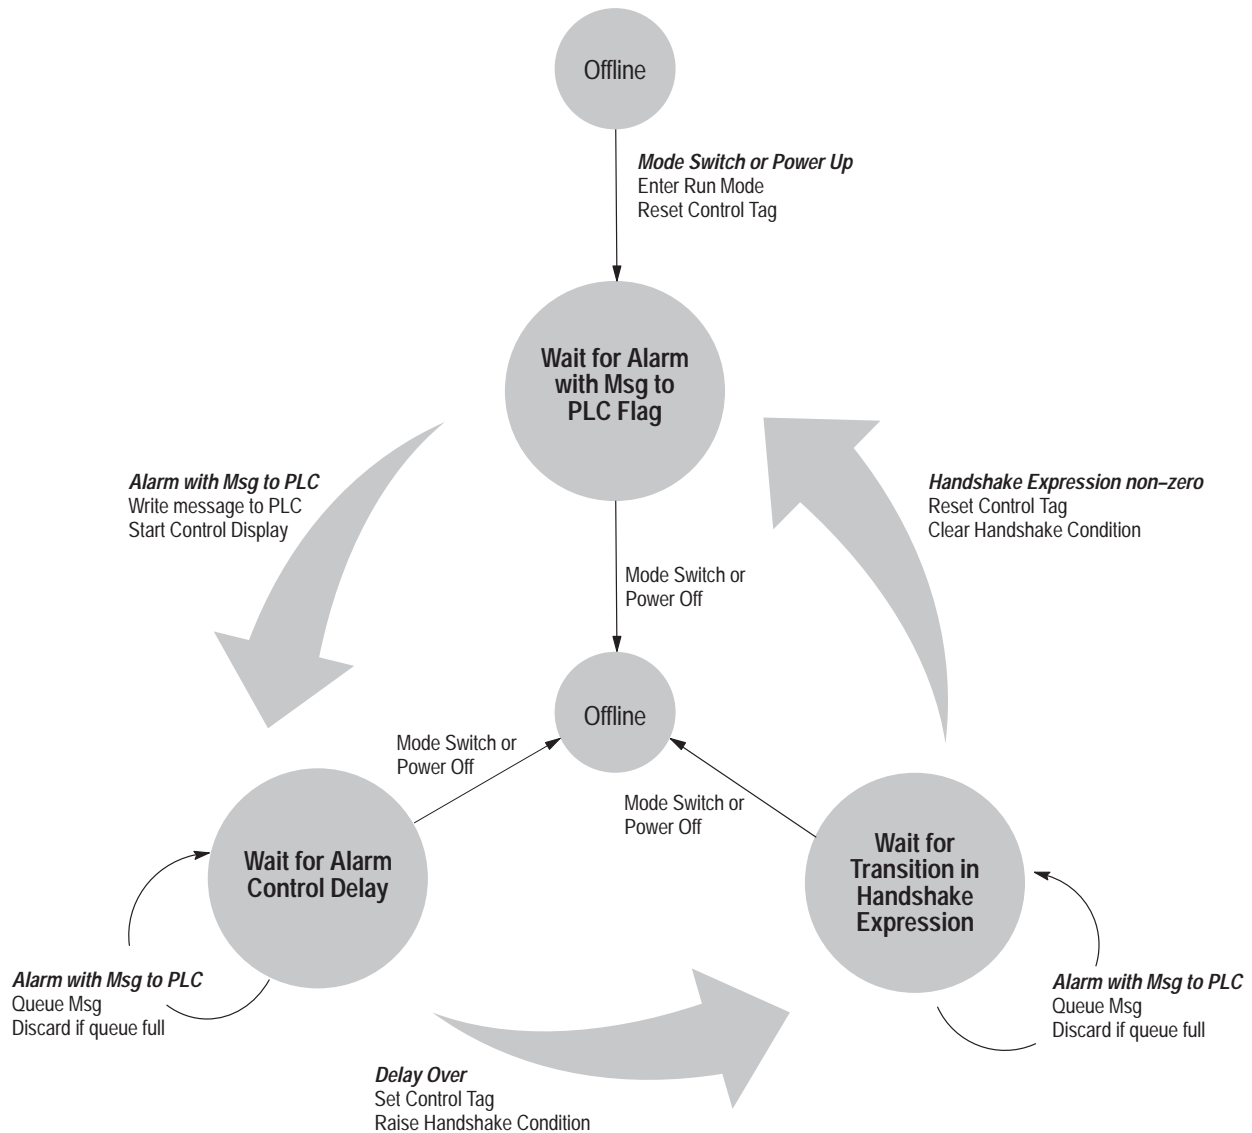 Offline
Mode Switch or Power Up
Enter Run Mode
Reset Control Tag
Wait for Alarm
with Msg to
PLC Flag
Alarm with Msg to PLC
Write message to PLC
Start Control Display
Handshake Expression non–zero
Reset Control Tag
Clear Handshake Condition
Mode Switch or
Power Off
Offline
Mode Switch or
Power Off
Mode Switch or
Power Off
Wait for Alarm
Control Delay
Wait for
Transition in
Handshake
Expression
Alarm with Msg to PLC
Queue Msg
Discard if queue full
Alarm with Msg to PLC
Queue Msg
Discard if queue full
Delay Over
Set Control Tag
Raise Handshake Condition